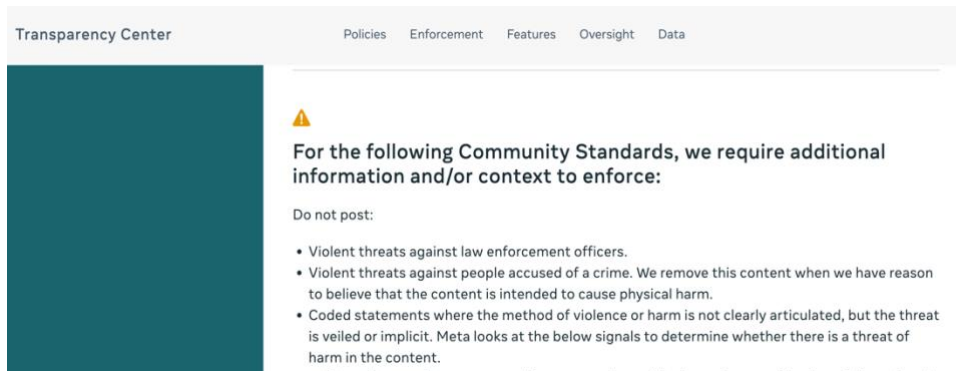 Transparency Center Policies Enforcement Features Oversight Data
For the following Community Standards, we require additional
information and/or context to enforce:
Do not post:
• Violent threats against law enforcement officers.
• Violent threats against people accused of a crime. We remove this content when we have reason
to believe that the content is intended to cause physical harm.
• Coded statements where the method of violence or harm is not clearly articulated, but the threat
is veiled or implicit. Meta looks at the below signals to determine whether there is a threat of
harm in the content.